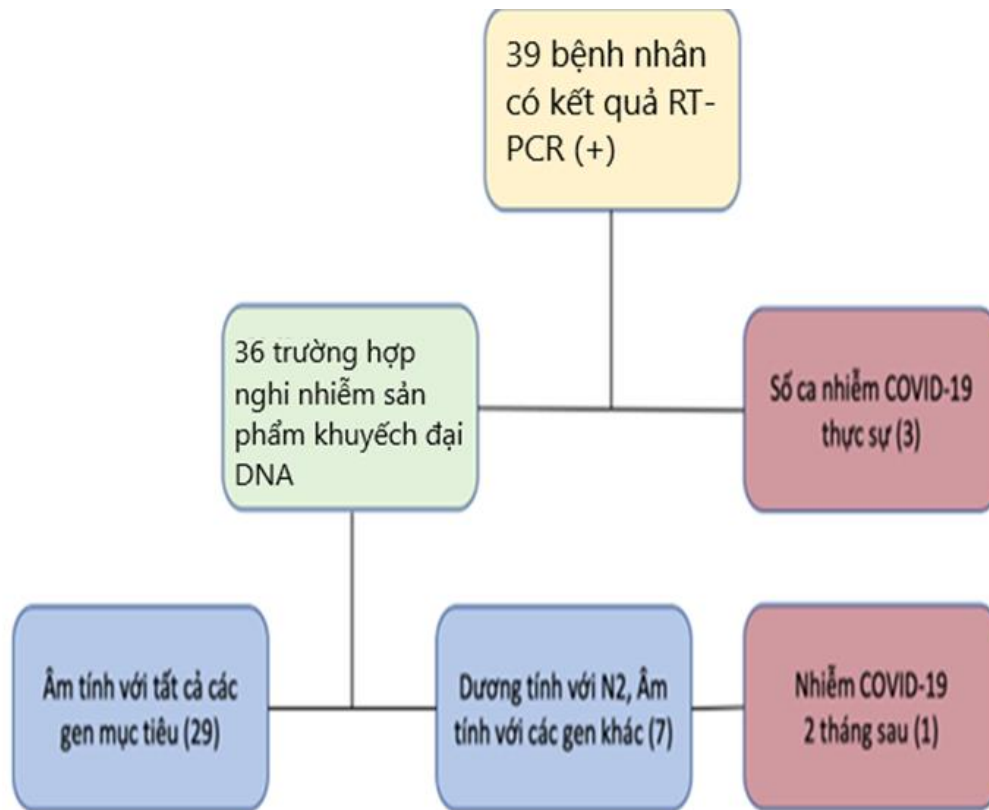 39 bệnh nhân
có kết quả RT-
PCR (+)
36 trường hợp
nghi nhiễm sản
phẩm khuyếch đại
DNA
Số ca nhiễm COVID-19
thực sự (3)
Âm tính với tất cả các
gen mục tiêu (29)
Dương tính với N2, Âm
tính với các gen khác (7)
Nhiễm COVID-19
2 tháng sau (1)